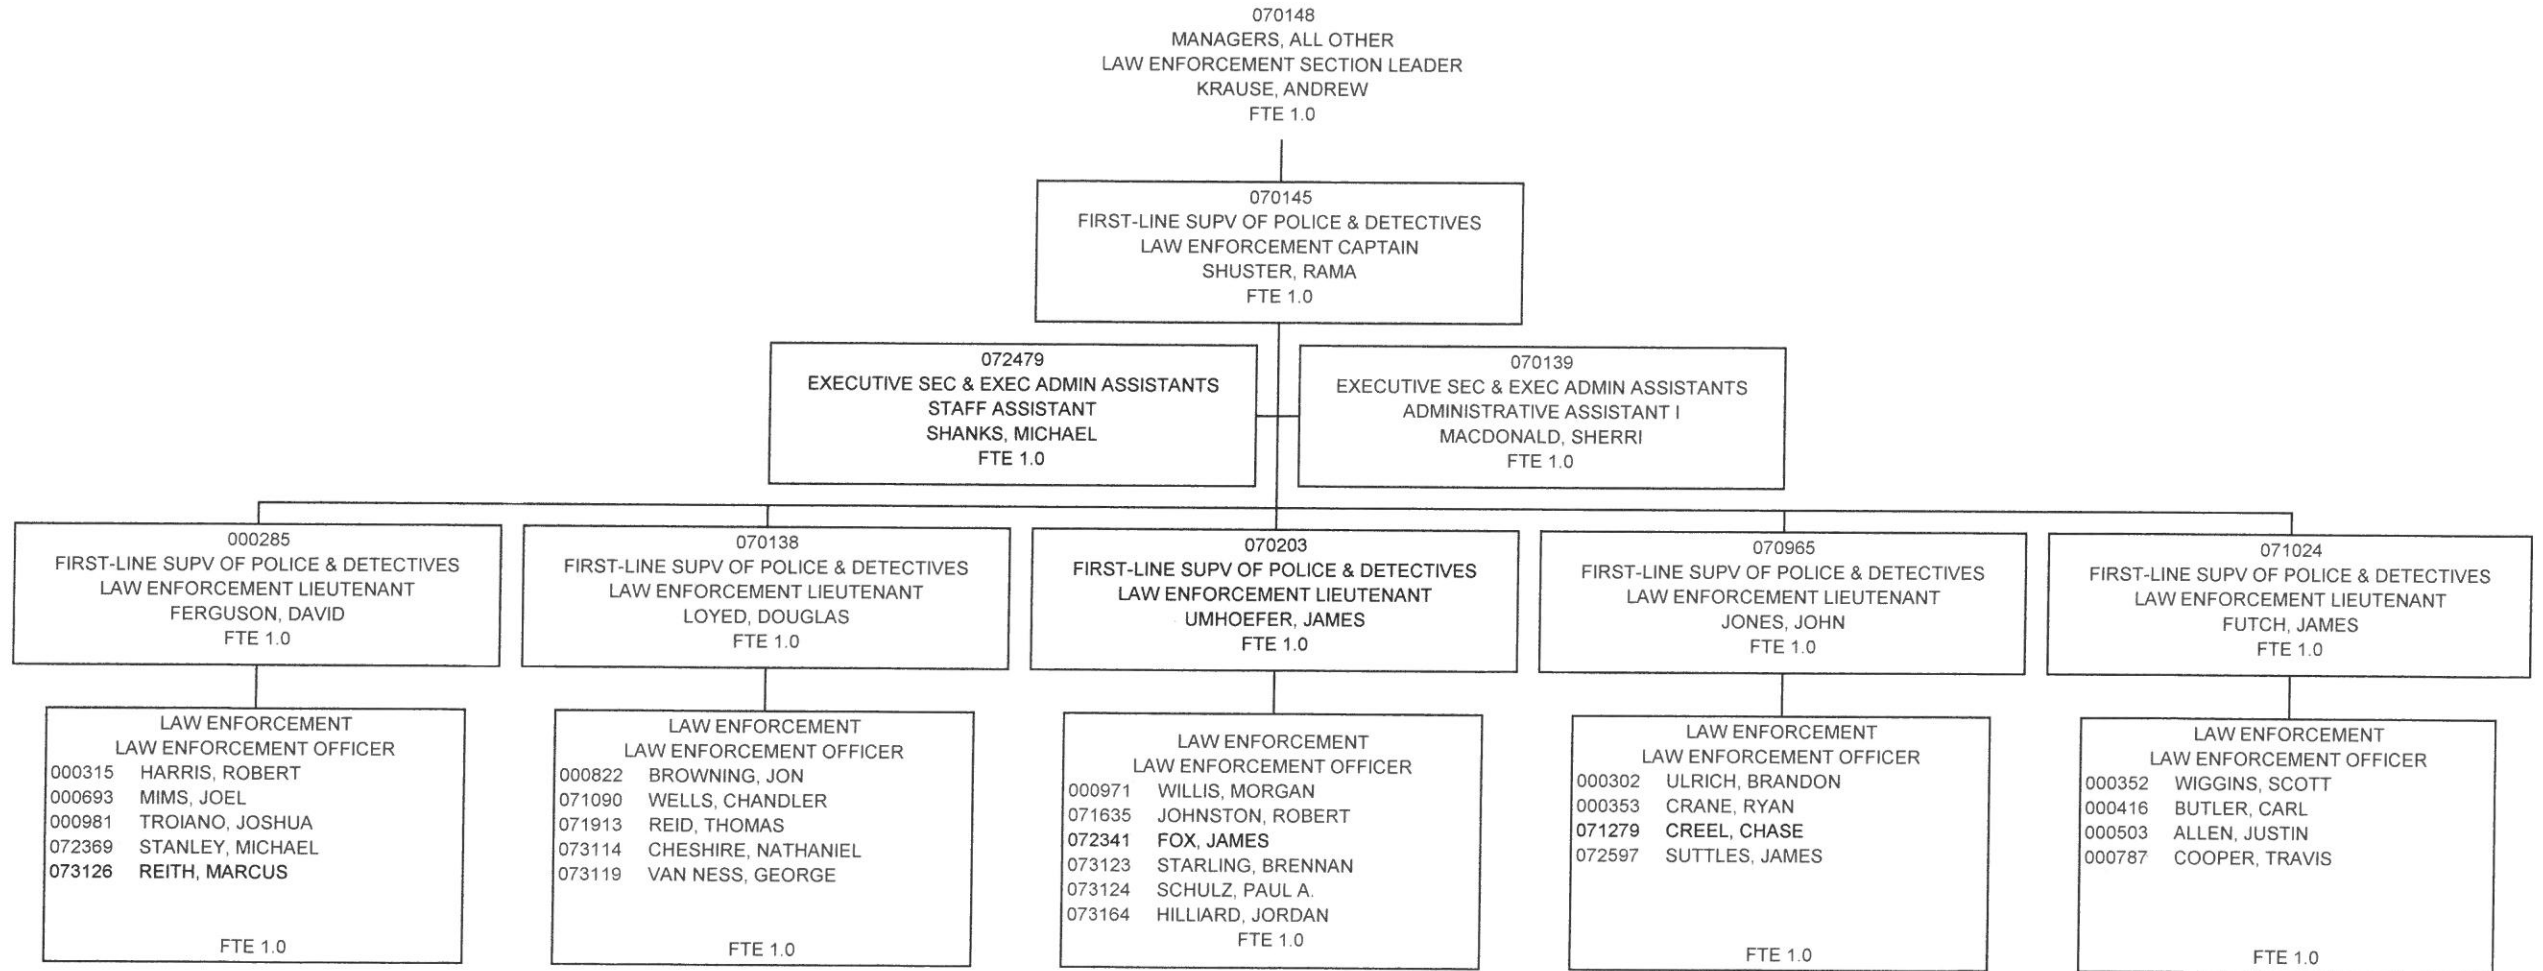 070148
MANAGERS, ALL OTHER
LAW ENFORCEMENT SECTION LEADER
KRAUSE, ANDREW
FTE 1.0
070145
FIRST-LINE SUPV OF POLICE & DETECTIVES
LAW ENFORCEMENT CAPTAIN
SHUSTER, RAMA
FTE 1.0
072479
EXECUTIVE SEC & EXEC ADMIN ASSISTANTS
STAFF ASSISTANT
SHANKS, MICHAEL
FTE 1.0
070139
EXECUTIVE SEC & EXEC ADMIN ASSISTANTS
ADMINISTRATIVE ASSISTANT I
MACDONALD, SHERRI
FTE 1.0
000285
FIRST-LINE SUPV OF POLICE & DETECTIVES
LAW ENFORCEMENT LIEUTENANT
FERGUSON, DAVID
FTE 1.0
070138
FIRST-LINE SUPV OF POLICE & DETECTIVES
LAW ENFORCEMENT LIEUTENANT
LOYED, DOUGLAS
FTE 1.0
070203
FIRST-LINE SUPV OF POLICE & DETECTIVES
LAW ENFORCEMENT LIEUTENANT
UMHOEFER, JAMES
FTE 1.0
070965
FIRST-LINE SUPV OF POLICE & DETECTIVES
LAW ENFORCEMENT LIEUTENANT
JONES, JOHN
FTE 1.0
071024
FIRST-LINE SUPV OF POLICE & DETECTIVES
LAW ENFORCEMENT LIEUTENANT
FUTCH, JAMES
FTE 1.0
LAW ENFORCEMENT
LAW ENFORCEMENT OFFICER
000315 HARRIS, ROBERT
000693 MIMS, JOEL
000981 TROIANO, JOSHUA
072369 STANLEY, MICHAEL
073126 REITH, MARCUS
FTE 1.0
LAW ENFORCEMENT
LAW ENFORCEMENT OFFICER
000822 BROWNING, JON
071090 WELLS, CHANDLER
071913 REID, THOMAS
073114 CHESHIRE, NATHANIEL
073119 VAN NESS, GEORGE
FTE 1.0
LAW ENFORCEMENT
LAW ENFORCEMENT OFFICER
000971 WILLIS, MORGAN
071635 JOHNSTON, ROBERT
072341 FOX, JAMES
073123 STARLING, BRENNAN
073124 SCHULZ, PAUL A.
073164 HILLIARD, JORDAN
FTE 1.0
LAW ENFORCEMENT
LAW ENFORCEMENT OFFICER
000302 ULRICH, BRANDON
000353 CRANE, RYAN
071279 CREEL, CHASE
072597 SUTTLES, JAMES
FTE 1.0
LAW ENFORCEMENT
LAW ENFORCEMENT OFFICER
000352 WIGGINS, SCOTT
000416 BUTLER, CARL
000503 ALLEN, JUSTIN
000787 COOPER, TRAVIS
FTE 1.0